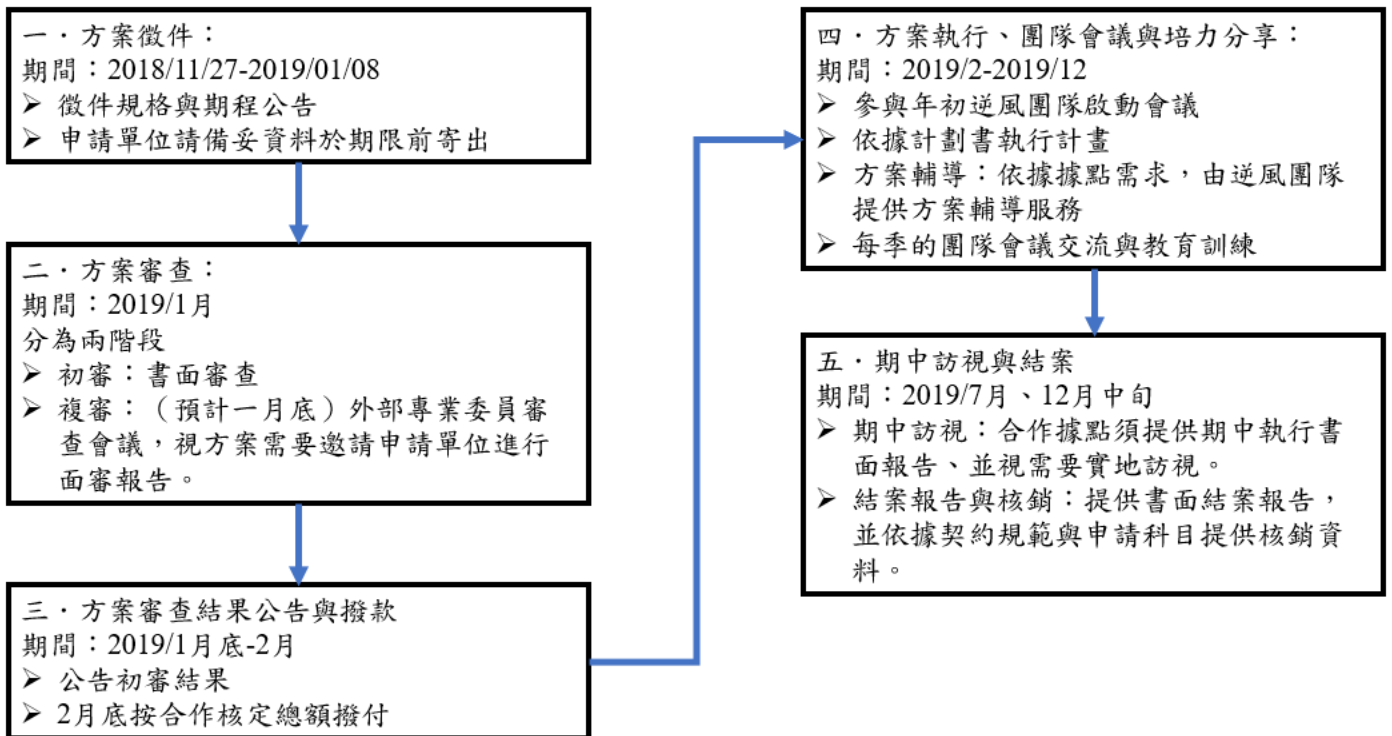 一．方案徵件：
期間：2018/11/27-2019/01/08
➢ 徵件規格與期程公告
➢ 申請單位請備妥資料於期限前寄出
二．方案審查：
期間：2019/1月
分為兩階段
➢ 初審：書面審查
➢ 複審：（預計一月底）外部專業委員審
查會議，視方案需要邀請申請單位進行
面審報告。
三．方案審查結果公告與撥款
期間：2019/1月底-2月
➢ 公告初審結果
➢ 2月底按合作核定總額撥付
四．方案執行、團隊會議與培力分享：
期間：2019/2-2019/12
➢ 參與年初逆風團隊啟動會議
➢ 依據計劃書執行計畫
➢ 方案輔導：依據據點需求，由逆風團隊
提供方案輔導服務
➢ 每季的團隊會議交流與教育訓練
五．期中訪視與結案
期間：2019/7月、12月中旬
➢ 期中訪視：合作據點須提供期中執行書
面報告、並視需要實地訪視。
➢ 結案報告與核銷：提供書面結案報告，
並依據契約規範與申請科目提供核銷資
料。